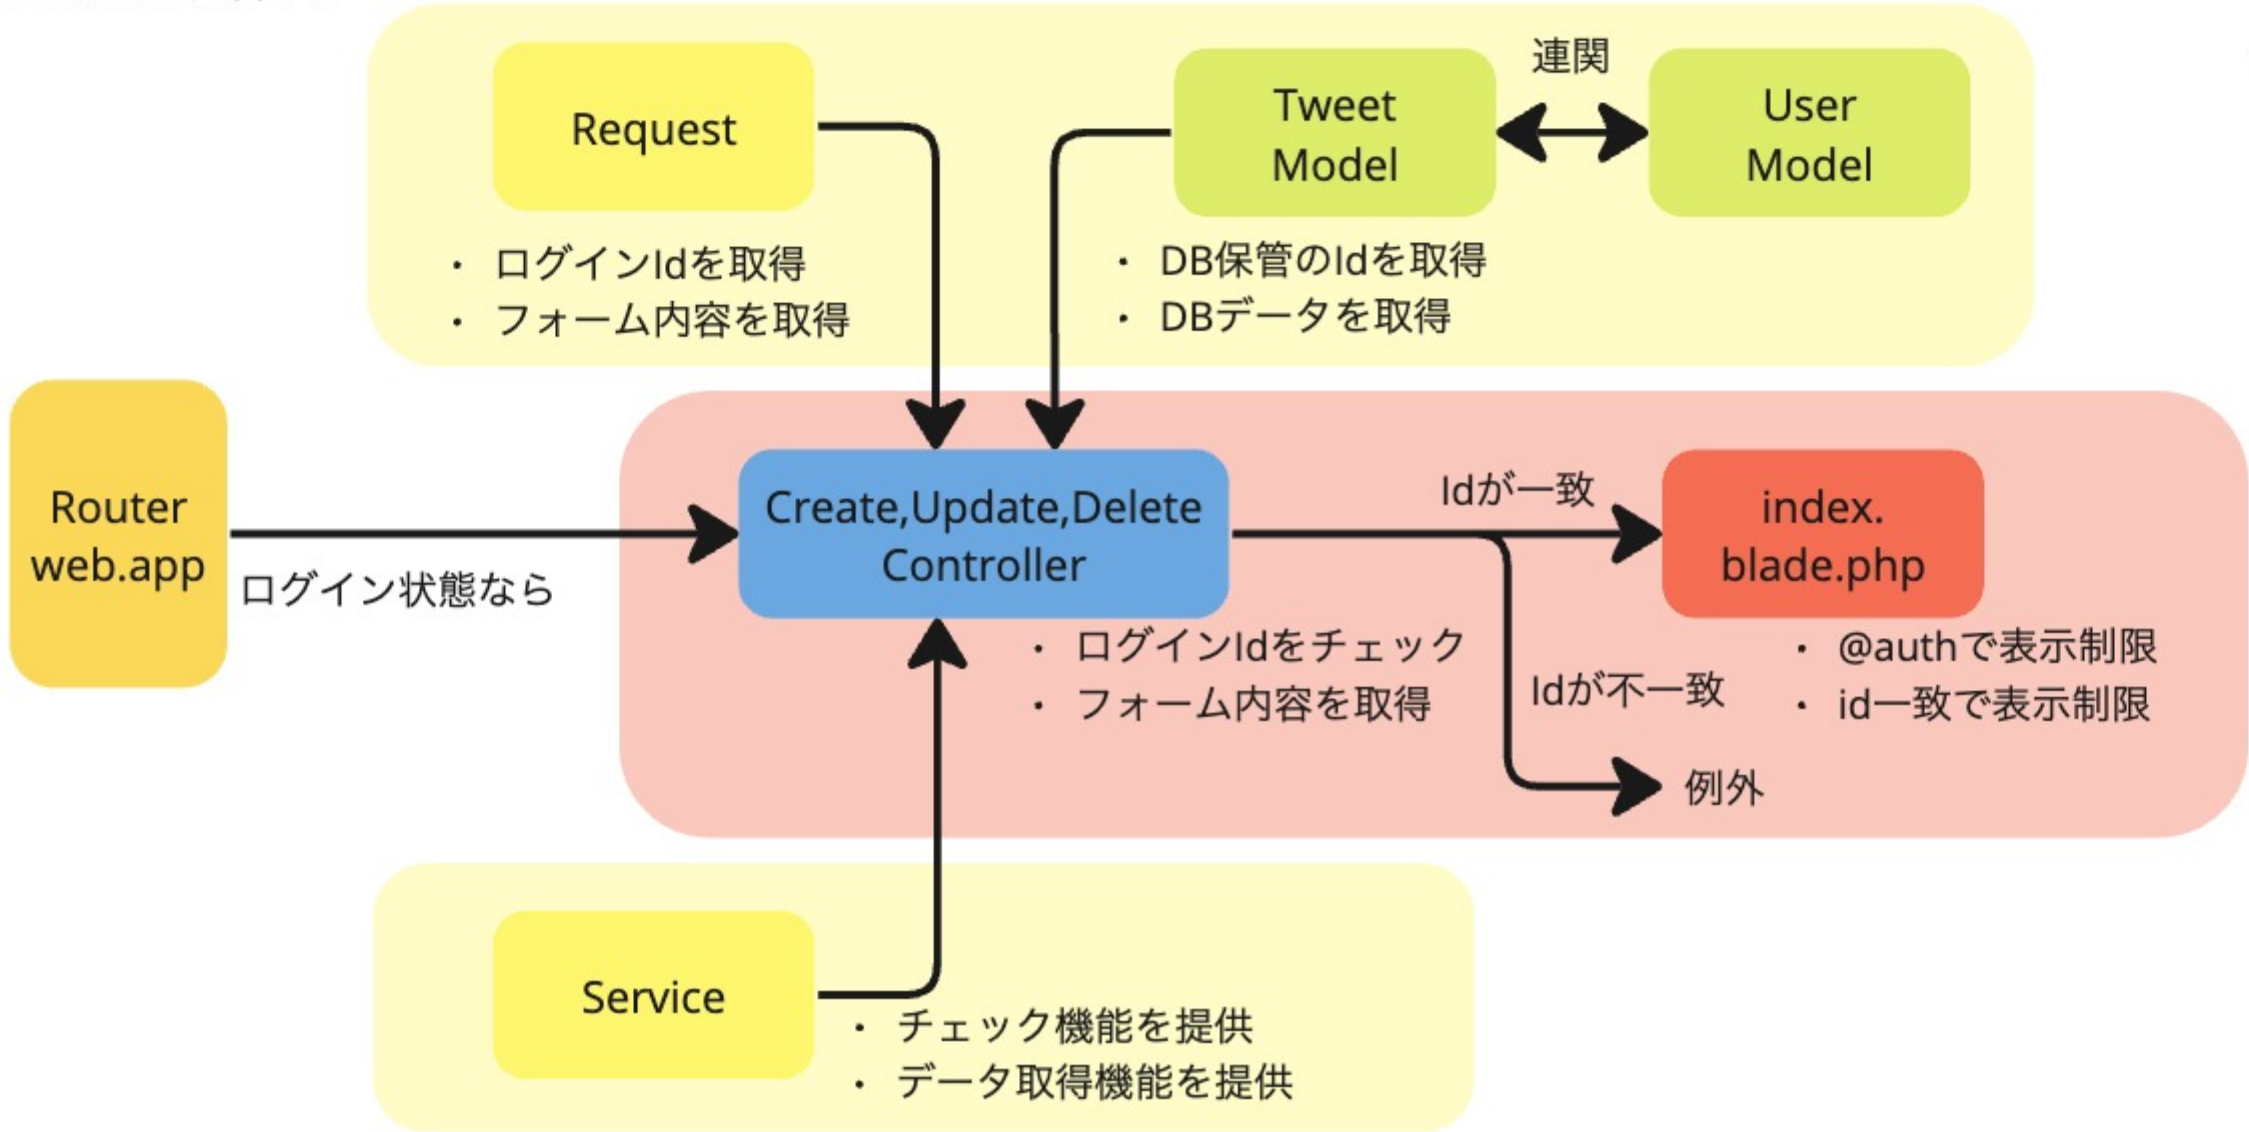 Request
Tweet
Model
連関
User
Model
・ ログインIdを取得
・ フォーム内容を取得
・ DB保管のIdを取得
・ DBデータを取得
Router
web.app
ログイン状態なら
Create,Update,Delete
Controller
・ ログインIdをチェック
・ フォーム内容を取得
Idが一致
index.
blade.php
・ @authで表示制限
・ id一致で表示制限
Idが不一致
例外
Service
・ チェック機能を提供
・ データ取得機能を提供